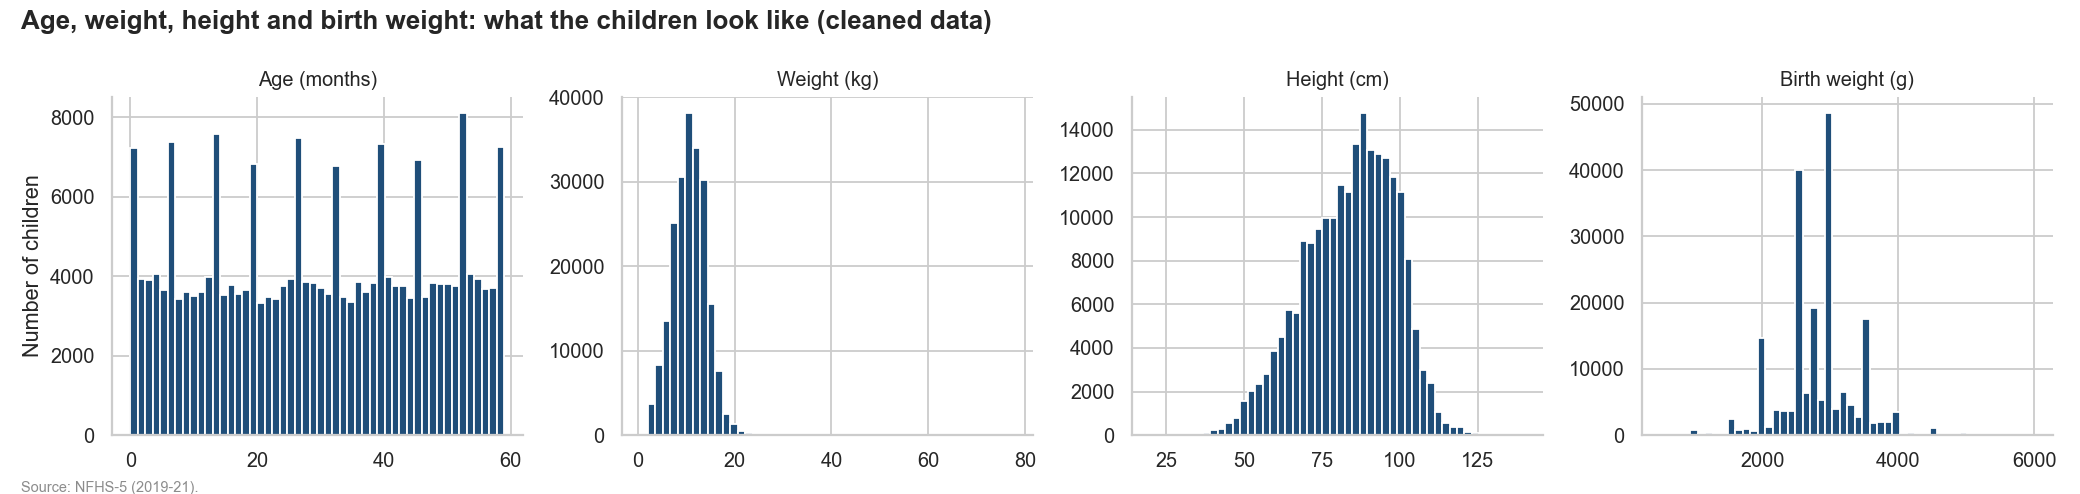 Age, weight, height and birth weight: what the children look like (cleaned data)
Age (months)
Number of children
8000
6000
4000
2000
0
0 20 40 60
Weight (kg)
40000
30000
20000
10000
0
0 20 40 60 80
Height (cm)
14000
12000
10000
8000
6000
4000
2000
0
25 50 75 100 125
Birth weight (g)
50000
40000
30000
20000
10000
0
2000 4000 6000
Source: NFHS-5 (2019-21).